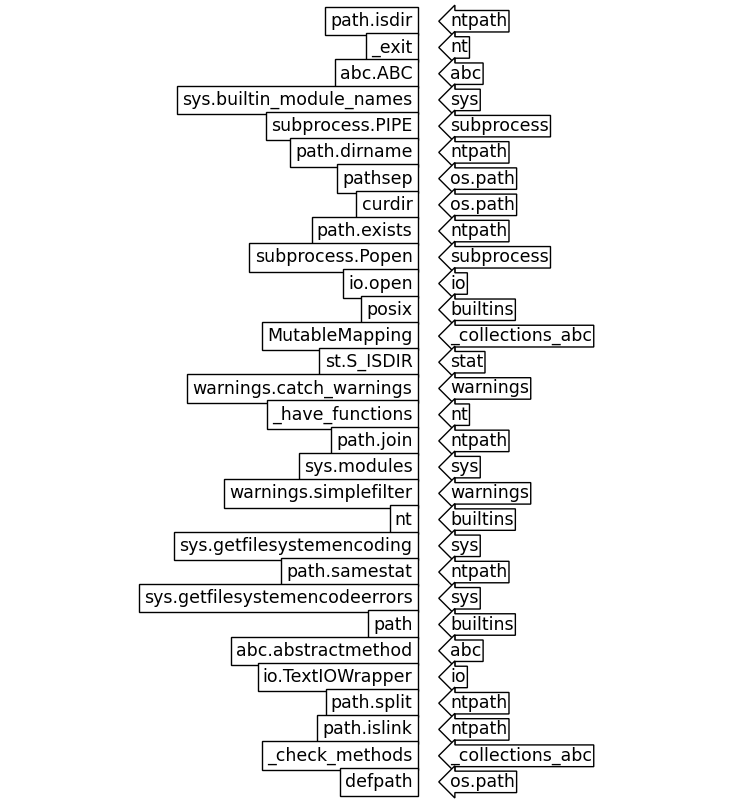 path.isdir ntpath
_exit nt
abc.ABC abc
sys.builtin_module_names sys
subprocess.PIPE subprocess
path.dirname ntpath
pathsep os.path
curdir os.path
path.exists ntpath
subprocess.Popen subprocess
io.open io
posix builtins
MutableMapping _collections_abc
st.S_ISDIR stat
warnings.catch_warnings warnings
_have_functions nt
path.join ntpath
sys.modules sys
warnings.simplefilter warnings
nt builtins
sys.getfilesystemencoding sys
path.samestat ntpath
sys.getfilesystemencodeerrors sys
path builtins
abc.abstractmethod abc
io.TextIOWrapper io
path.split ntpath
path.islink ntpath
_check_methods _collections_abc
defpath os.path